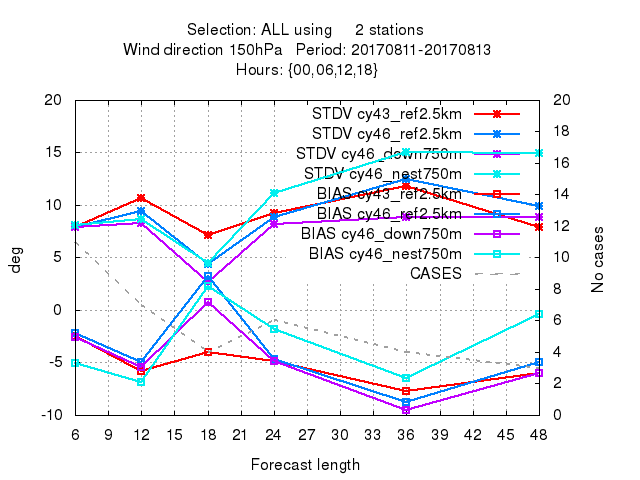 Selection: ALL using 2 stations
Wind direction 150hPa Period: 20170811-20170813
Hours: {00,06,12,18}
STDV cy43_ref2.5km
STDV cy46_ref2.5km
STDV cy46_down750m
STDV cy46_nest750m
BIAS cy43_ref2.5km
BIAS cy46_ref2.5km
BIAS cy46_down750m
BIAS cy46_nest750m
CASES
20
15
10
5
0
-5
-10
deg
20
18
16
14
12
10
8
6
4
2
0
No cases
6 9 12 15 18 21 24 27 30 33 36 39 42 45 48
Forecast length